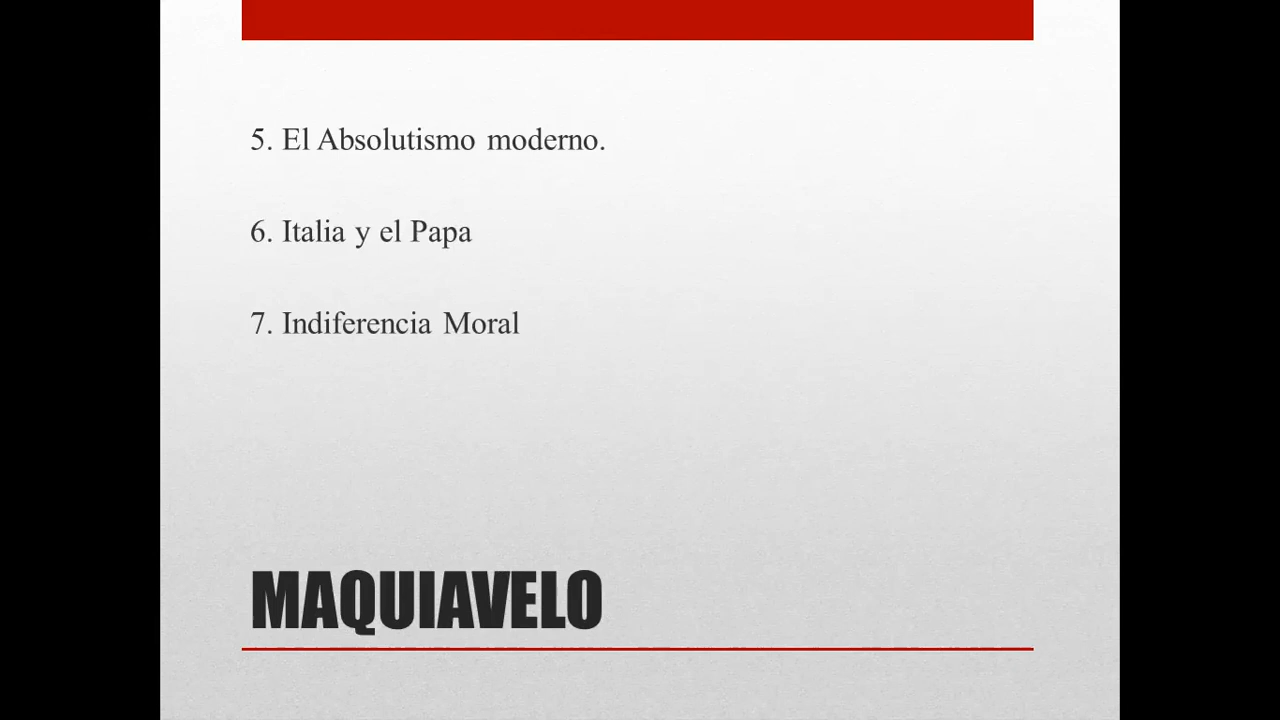 5. El Absolutismo moderno.
6. Italia y el Papa
7. Indiferencia Moral
MAQUIAVELO